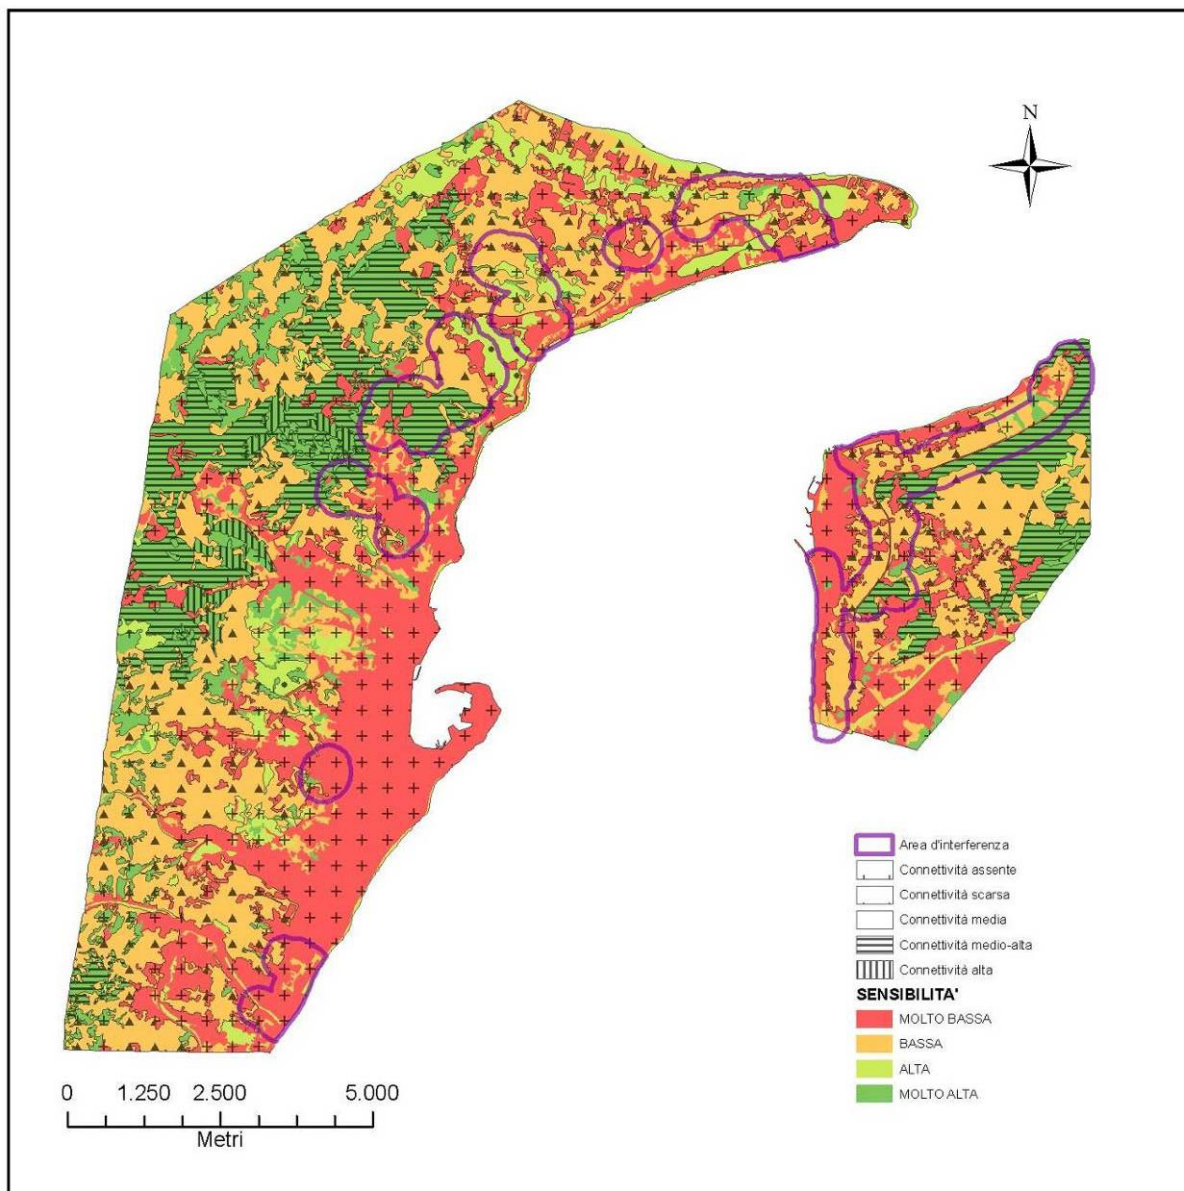 N
Area d'interferenza
Connettività assente
Connettività scarsa
Connettività media
Connettività medio-alta
Connettività alta
SENSIBILITA'
MOLTO BASSA
BASSA
ALTA
MOLTO ALTA
0 1.250 2.500 5.000
Metri